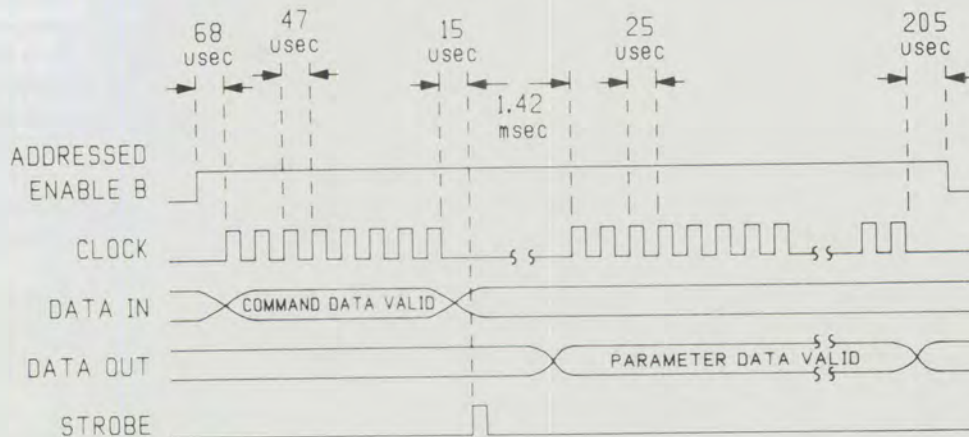 68
usec
47
usec
15
usec
1.42
msec
25
usec
205
usec
ADDRESSED
ENABLE B
CLOCK
DATA IN
COMMAND DATA VALID
DATA OUT
PARAMETER DATA VALID
STROBE